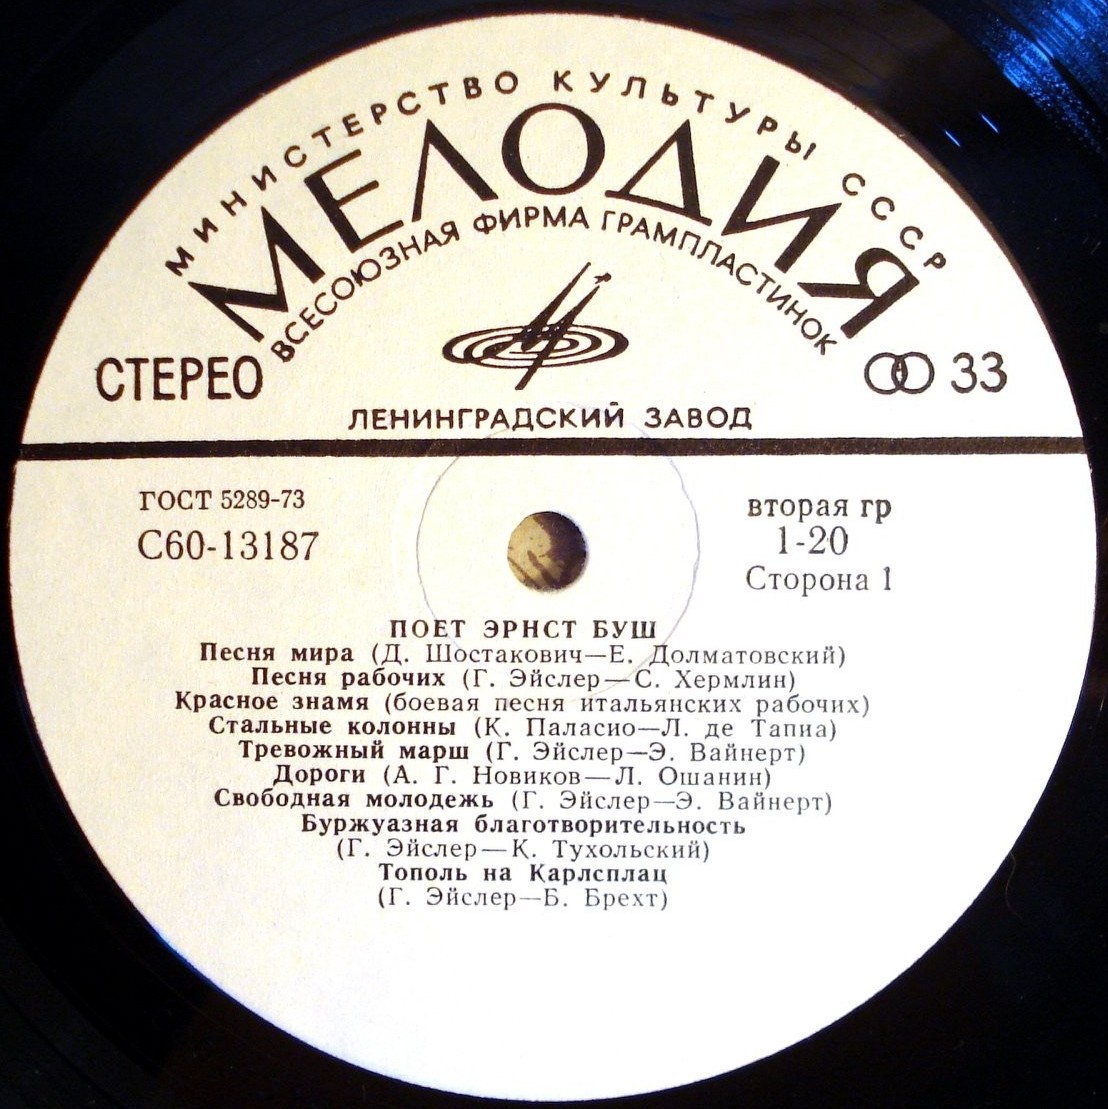 МИНИСТЕРСТВО КУЛЬТУРЫ СССР
МЕЛОДИЯ
ВСЕСОЮЗНАЯ ФИРМА ГРАМПЛАСТИНОК
СТЕРЕО
33
ЛЕНИНГРАДСКИЙ ЗАВОД
ГОСТ 5289-73
С60-13187
вторая гр
1-20
Сторона 1
ПОЕТ ЭРНСТ БУШ
Песня мира (Д. Шостакович—Е. Долматовский)
Песня рабочих (Г. Эйслер—С. Хермлин)
Красное знамя (боевая песня итальянских рабочих)
Стальные колонны (К. Паласио—Л. де Тапиа)
Тревожный марш (Г. Эйслер—Э. Вайнерт)
Дороги (А. Г. Новиков—Л. Ошанин)
Свободная молодежь (Г. Эйслер—Э. Вайнерт)
Буржуазная благотворительность
(Г. Эйслер—К. Тухольский)
Тополь на Карлсплац
(Г. Эйслер—Б. Брехт)